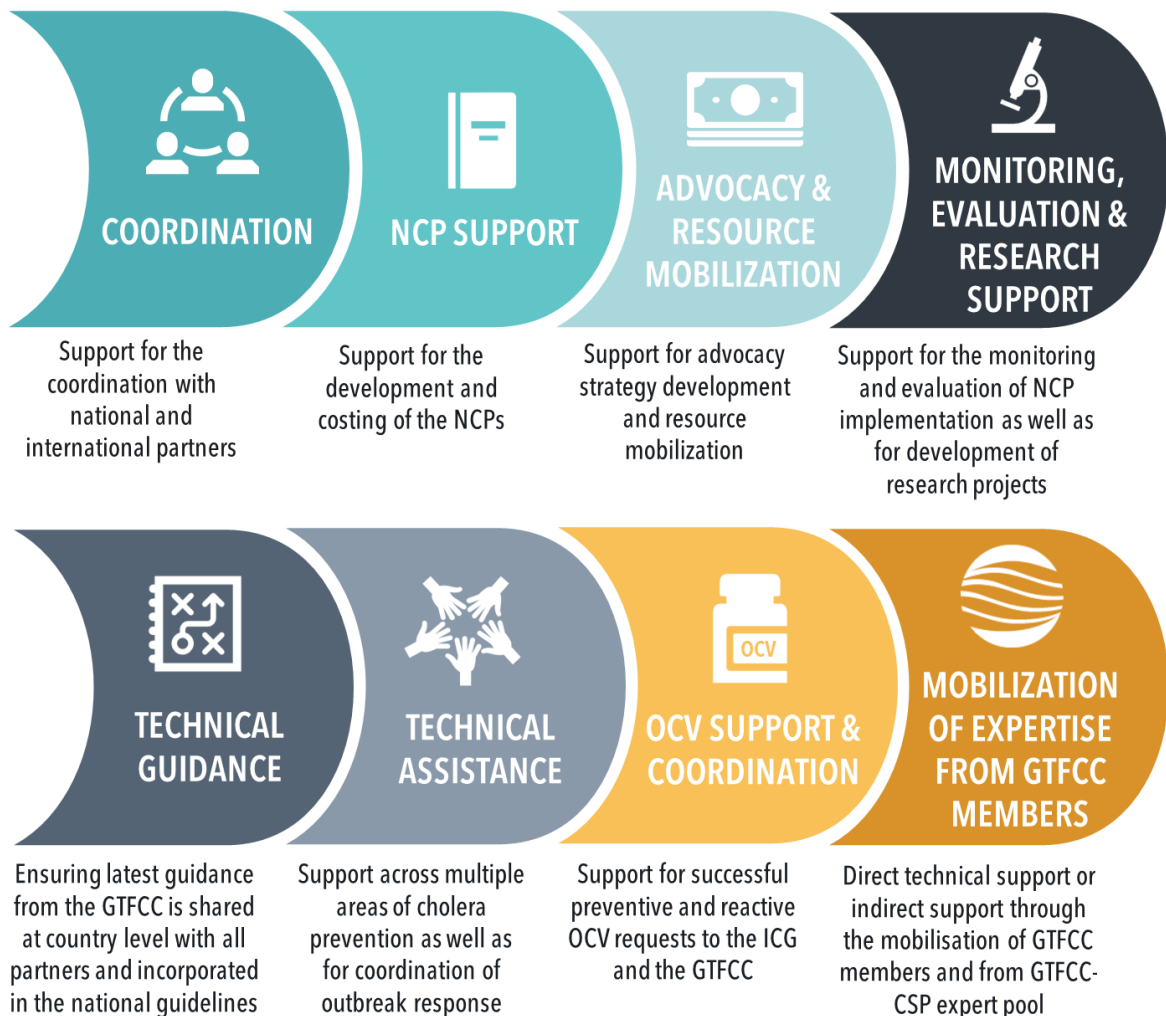 COORDINATION
Support for the
coordination with
national and
international partners
NCP SUPPORT
Support for the
development and
costing of the NCPs
ADVOCACY &
RESOURCE
MOBILIZATION
Support for advocacy
strategy development
and resource
mobilization
MONITORING,
EVALUATION &
RESEARCH
SUPPORT
Support for the monitoring
and evaluation of NCP
implementation as well as
for development of
research projects
TECHNICAL
GUIDANCE
Ensuring latest guidance
from the GTFCC is shared
at country level with all
partners and incorporated
in the national guidelines
TECHNICAL
ASSISTANCE
Support across multiple
areas of cholera
prevention as well as
for coordination of
outbreak response
OCV
OCV SUPPORT &
COORDINATION
Support for successful
preventive and reactive
OCV requests to the ICG
and the GTFCC
MOBILIZATION
OF EXPERTISE
FROM GTFCC
MEMBERS
Direct technical support or
indirect support through
the mobilisation of GTFCC
members and from GTFCC-
CSP expert pool